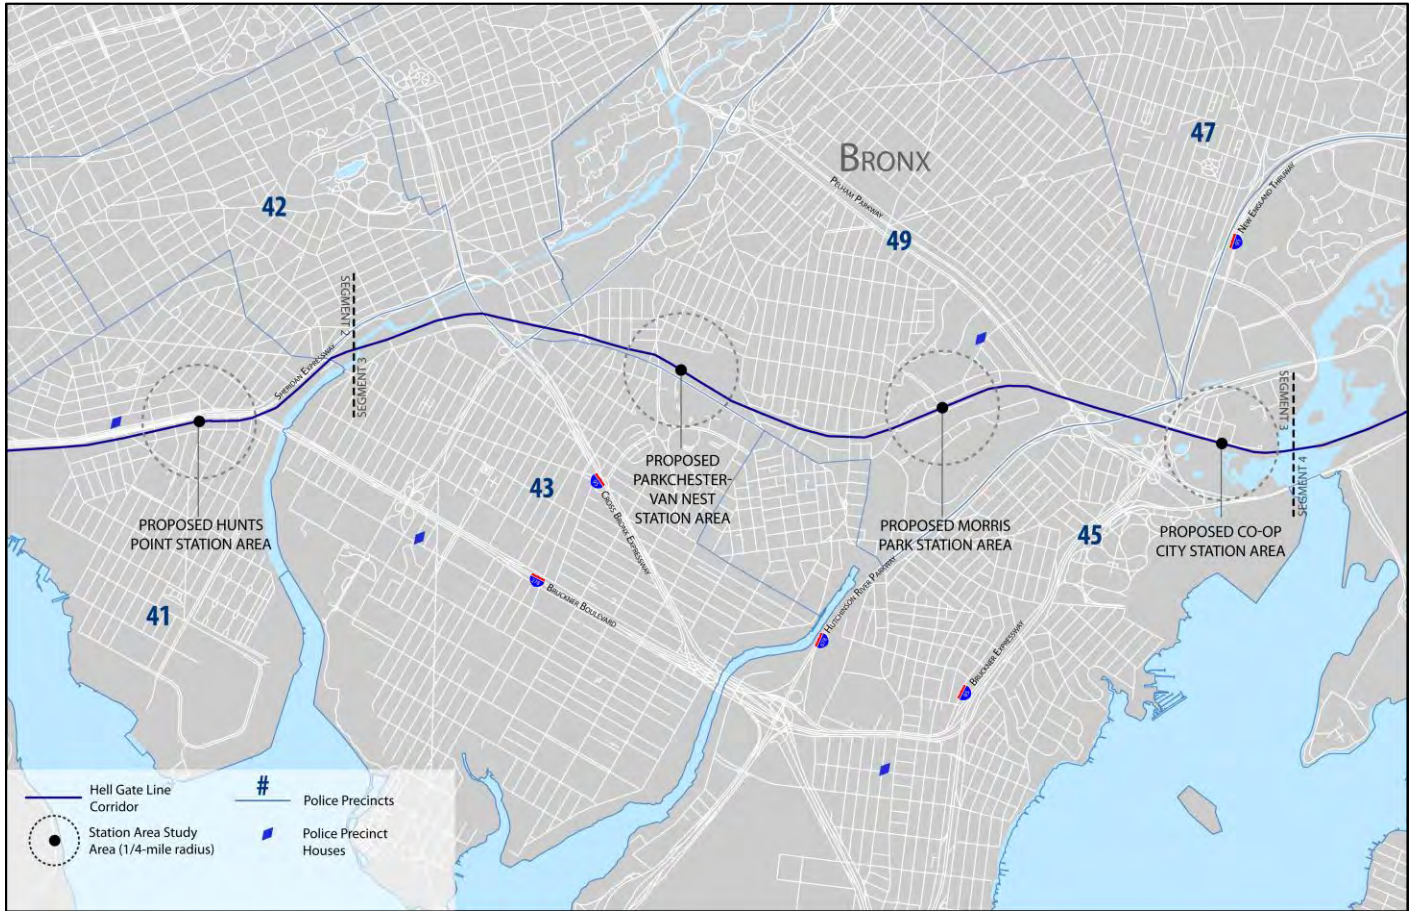 BRONX
47
42
49
PELHAM PARKWAY
NEW ENGLAND THRUWAY
SEGMENT 2
SEGMENT 3
SHERIDAN EXPRESSWAY
SEGMENT 3
SEGMENT 4
PROPOSED HUNTS
POINT STATION AREA
43
CROSS BRONX EXPRESSWAY
PROPOSED
PARKCHESTER-
VAN NEST
STATION AREA
PROPOSED MORRIS
PARK STATION AREA
45
PROPOSED CO-OP
CITY STATION AREA
BRUCKNER BOULEVARD
HUTCHINSON RIVER PARKWAY
BRUCKNER EXPRESSWAY
41
Hell Gate Line
Corridor
#
Police Precincts
Station Area Study
Area (1/4-mile radius)
Police Precinct
Houses